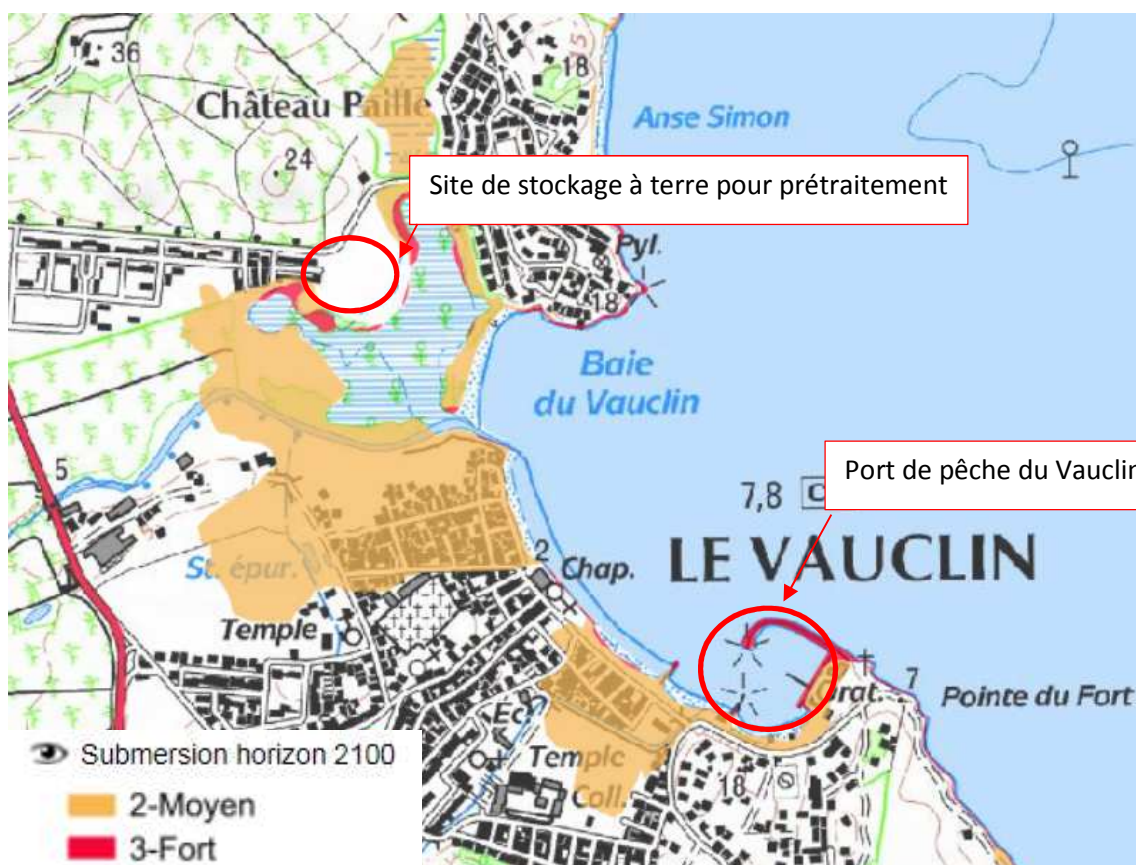 36
18
15
Château Paille
Anse Simon
24
Site de stockage à terre pour prétraitement
Pyl.
18
Baie
du Vauclin
Port de pêche du Vauclin
7,8
5
LE VAUCLIN
2
Chap.
St. épur.
Temple
7
Pointe du Fort
Éc.
Temple
Coll.
18
Submersion horizon 2100
2-Moyen
3-Fort